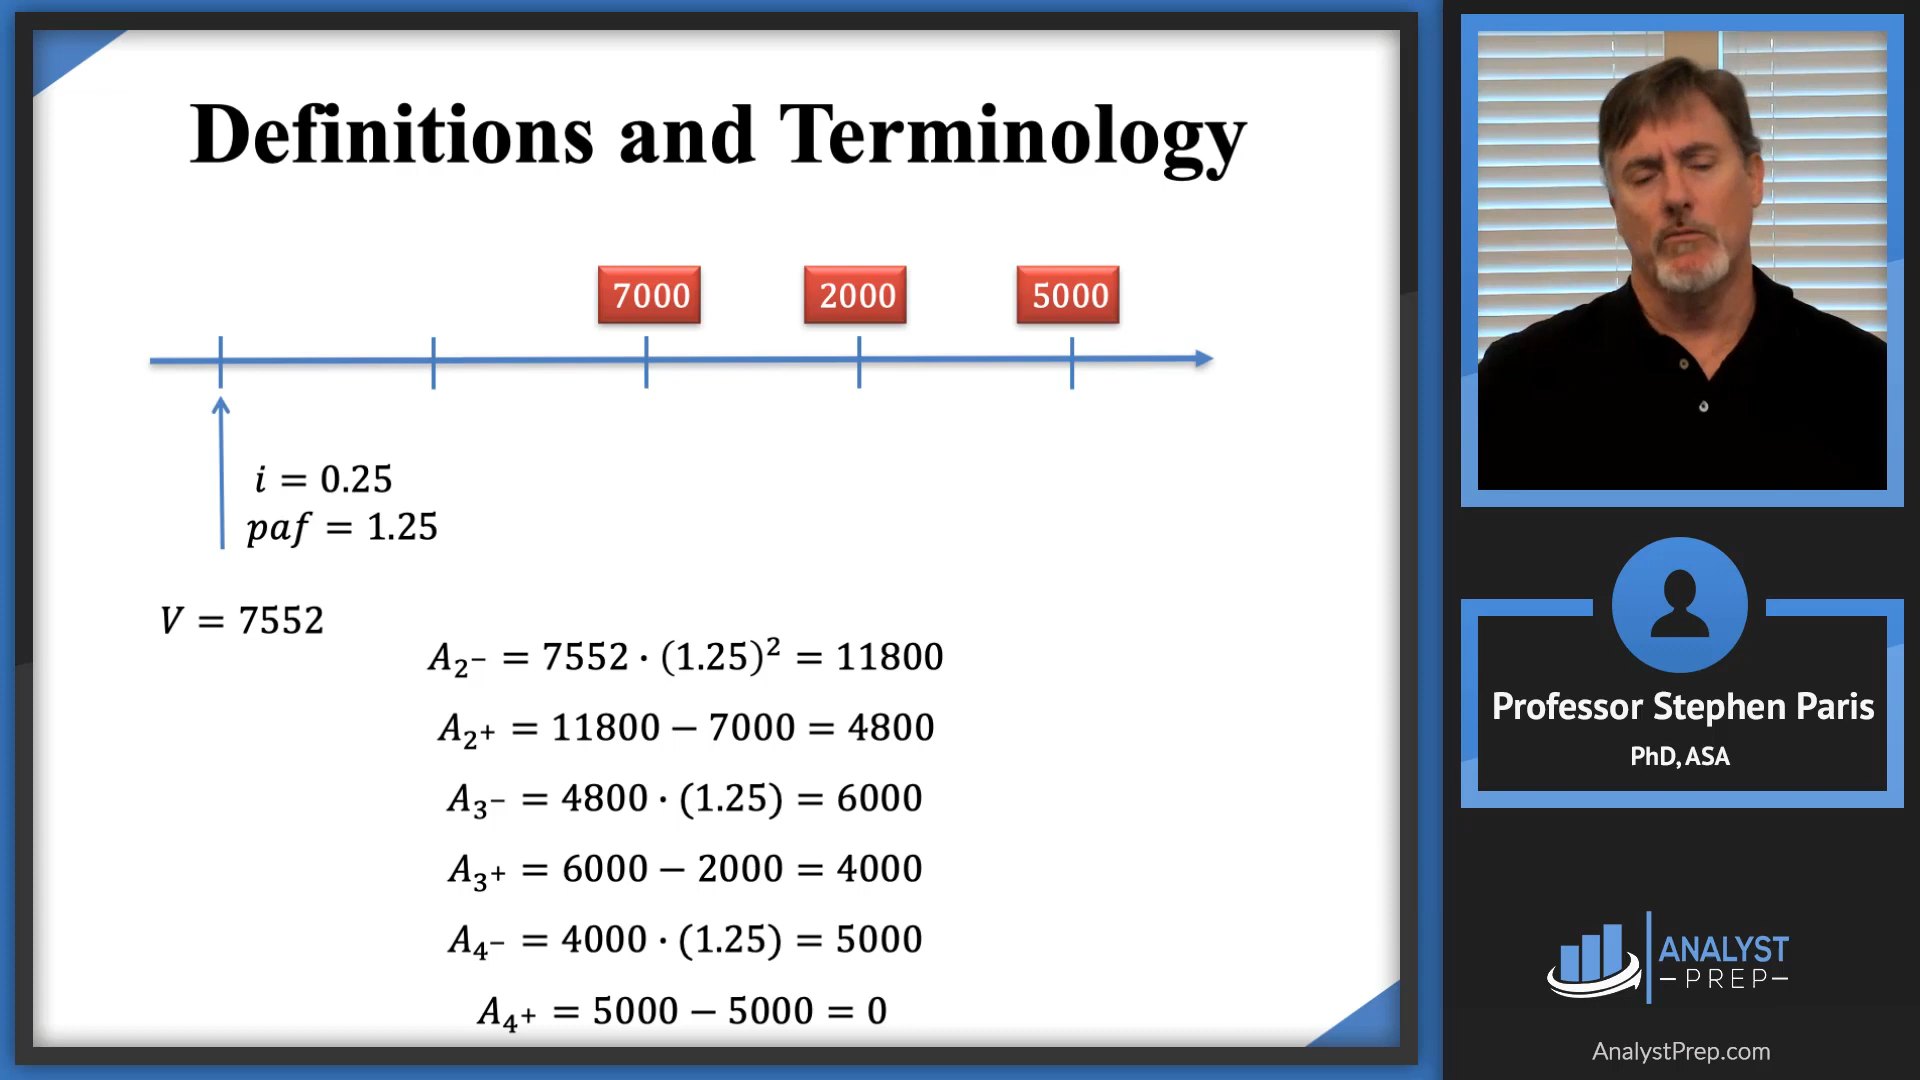 Definitions and Terminology
7000 2000 5000
i = 0.25
paf = 1.25
V = 7552
A₂⁻ = 7552 · (1.25)² = 11800
A₂⁺ = 11800 − 7000 = 4800
A₃⁻ = 4800 · (1.25) = 6000
A₃⁺ = 6000 − 2000 = 4000
A₄⁻ = 4000 · (1.25) = 5000
A₄⁺ = 5000 − 5000 = 0
Professor Stephen Paris
PhD, ASA
ANALYST
–PREP–
AnalystPrep.com